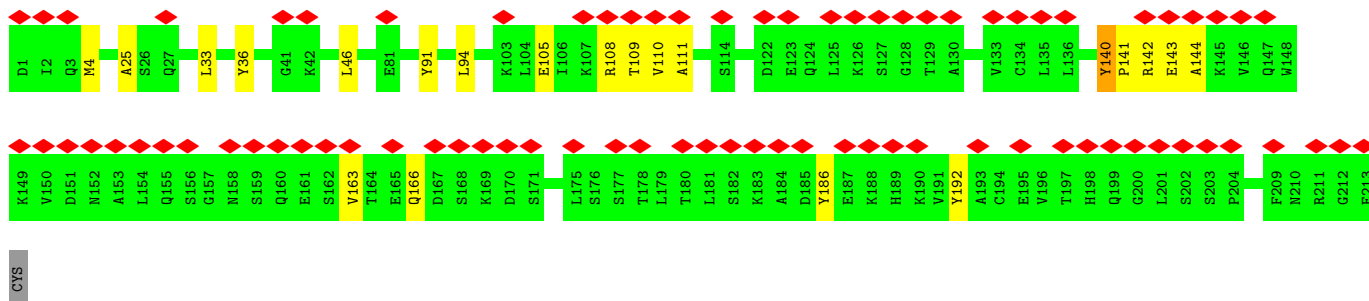 D1 I2 Q3 M4 A25 S26 Q27 L33 Y36 G41 K42 L46 E81 Y91 L94 K103 L104 E105 I106 K107 R108 T109 V110 A111 S114 D122 E123 Q124 L125 K126 S127 G128 T129 A130 V133 C134 L135 L136 Y140 P141 R142 E143 A144 K145 V146 Q147 W148
K149 V150 D151 N152 A153 L154 Q155 S156 G157 N158 S159 Q160 E161 S162 V163 T164 E165 Q166 D167 S168 K169 D170 S171 L175 S176 S177 T178 L179 T180 L181 S182 K183 A184 D185 Y186 E187 K188 H189 K190 V191 Y192 A193 C194 E195 V196 T197 H198 Q199 G200 L201 S202 S203 P204 F209 N210 R211 G212 E213
CYS